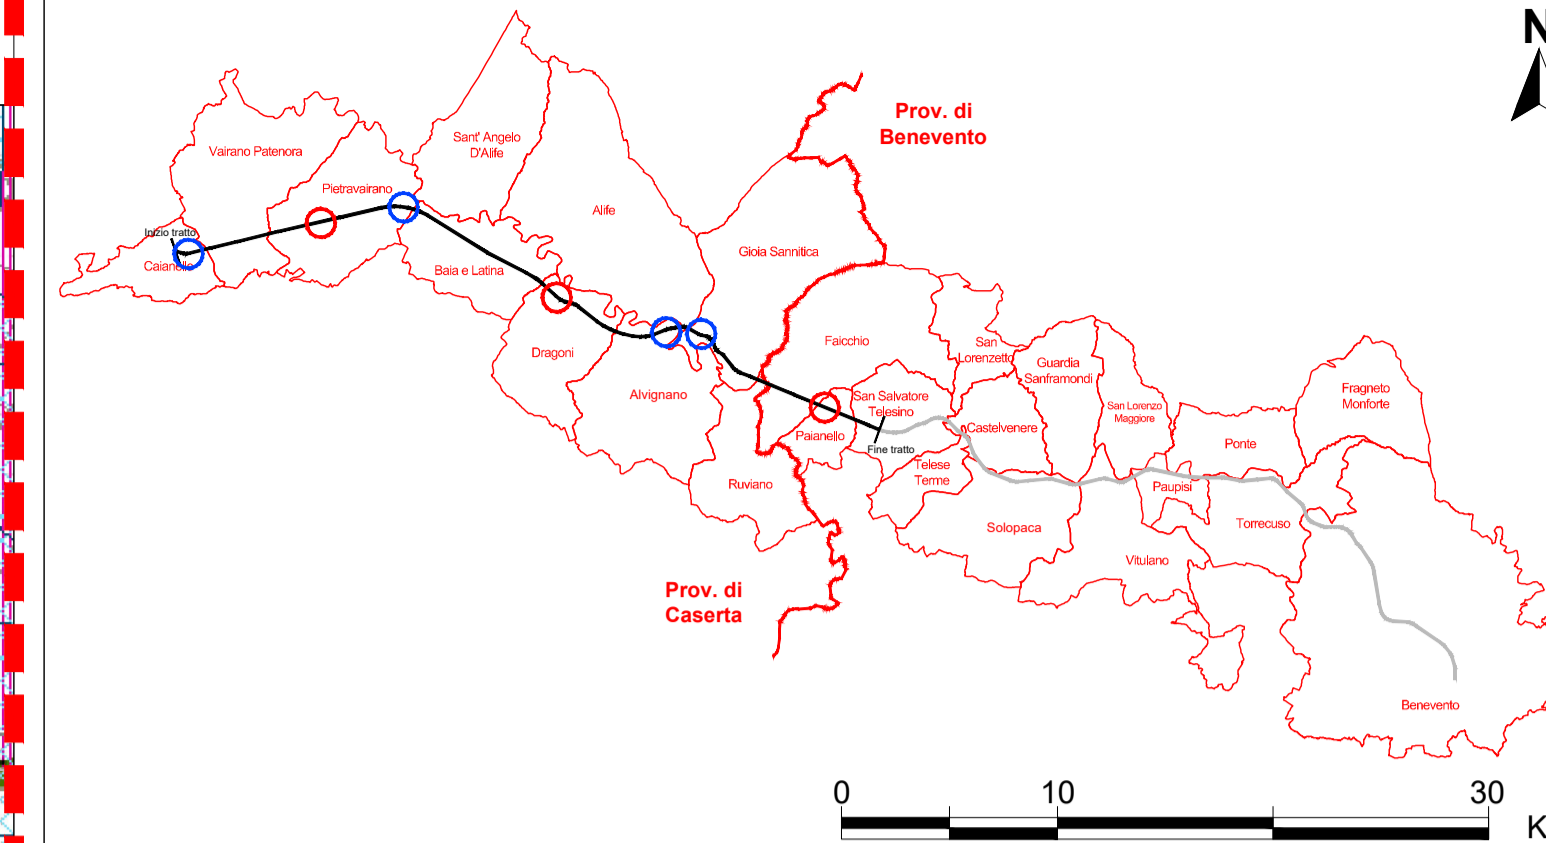 N
Prov. di
Benevento
Sant' Angelo
D'Alife
Vairano Patenora
Pietravairano
Alife
Inizio tratto
Caianello
Gioia Sannitica
Baia e Latina
Faicchio
San
Lorenzetto
Dragoni
Guardia
Sanframondi
Alvignano
San Salvatore
Telesino
Fragneto
Monforte
San Lorenzo
Maggiore
Paianello
Castelvenere
Fine tratto
Ponte
Telese
Terme
Ruviano
Paupisi
Solopaca
Torrecuso
Vitulano
Prov. di
Caserta
Benevento
0 10 30
K